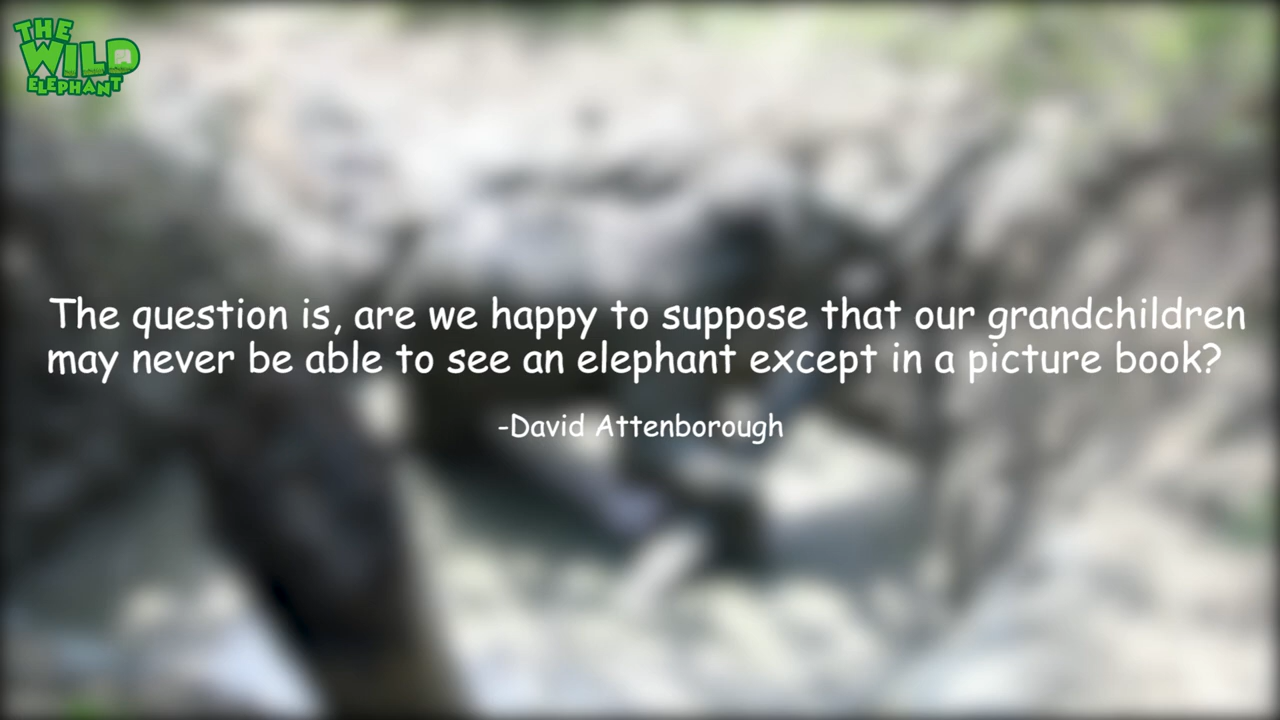 THE
WILD
ELEPHANT
The question is, are we happy to suppose that our grandchildren
may never be able to see an elephant except in a picture book?
-David Attenborough